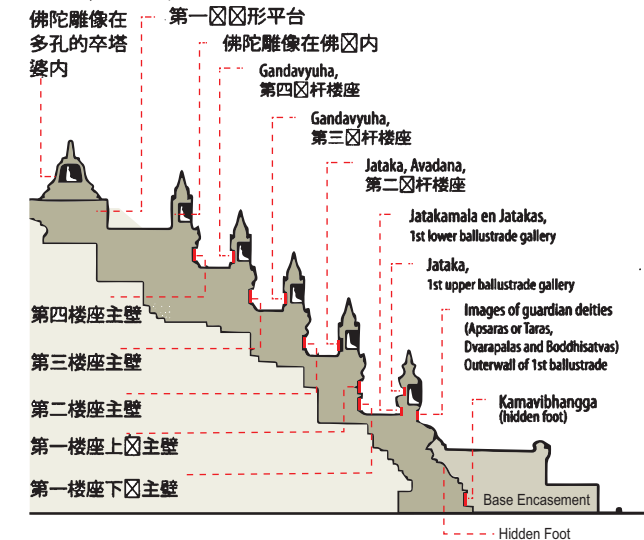 佛陀雕像在
多孔的卒塔
婆内
第一☒☒形平台
佛陀雕像在佛☒内
Gandavyuha,
第四☒杆楼座
Gandavyuha,
第三☒杆楼座
Jataka, Avadana,
第二☒杆楼座
Jatakamala en Jatakas,
1st lower ballustrade gallery
Jataka,
1st upper ballustrade gallery
Images of guardian deities
(Apsaras or Taras,
Dvarapalas and Boddhisatvas)
Outerwall of 1st ballustrade
Kamavibhangga
(hidden foot)
第四楼座主壁
第三楼座主壁
第二楼座主壁
第一楼座上☒主壁
第一楼座下☒主壁
Base Encasement
Hidden Foot